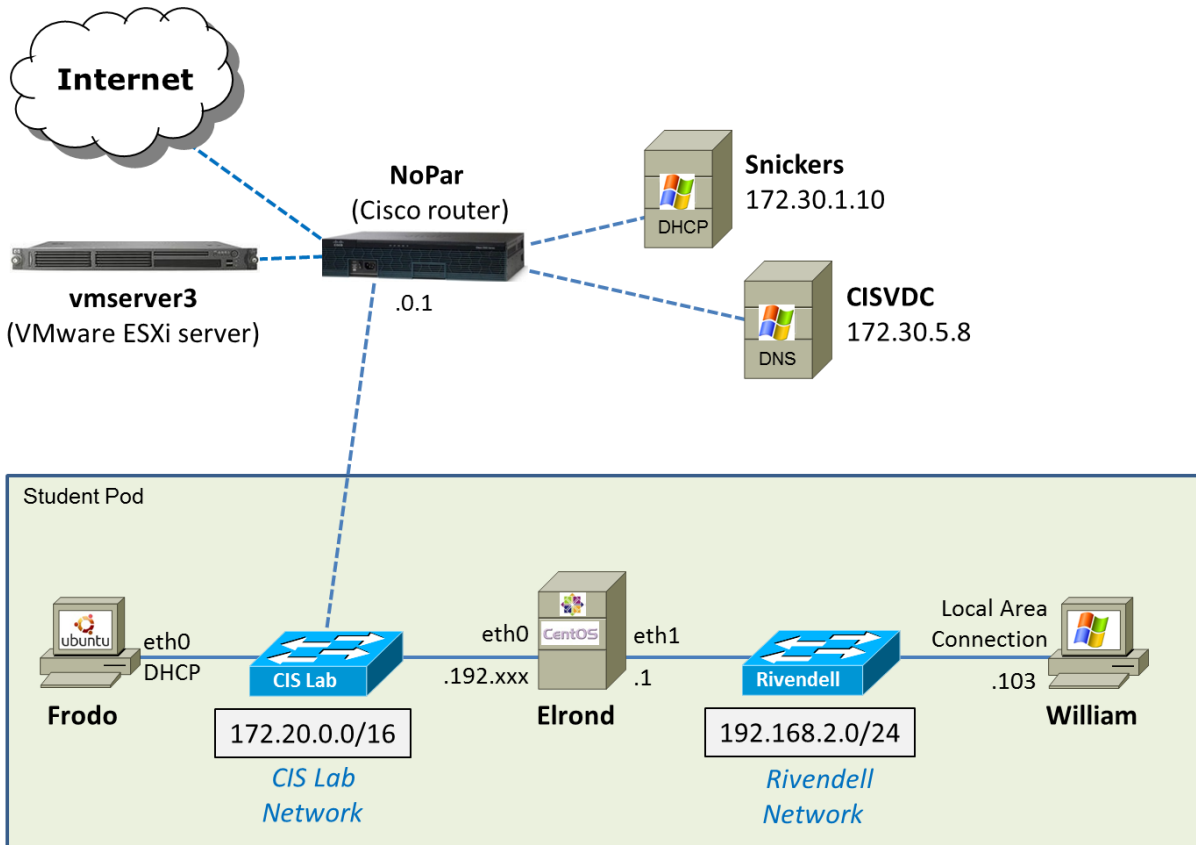 Internet
NoPar
(Cisco router)
.0.1
vmserver3
(VMware ESXi server)
Snickers
172.30.1.10
DHCP
CISVDC
172.30.5.8
DNS
Student Pod
ubuntu
eth0
DHCP
Frodo
CIS Lab
172.20.0.0/16
CIS Lab
Network
eth0
.192.xxx
CentOS
Elrond
eth1
.1
Rivendell
192.168.2.0/24
Rivendell
Network
Local Area
Connection
.103
William